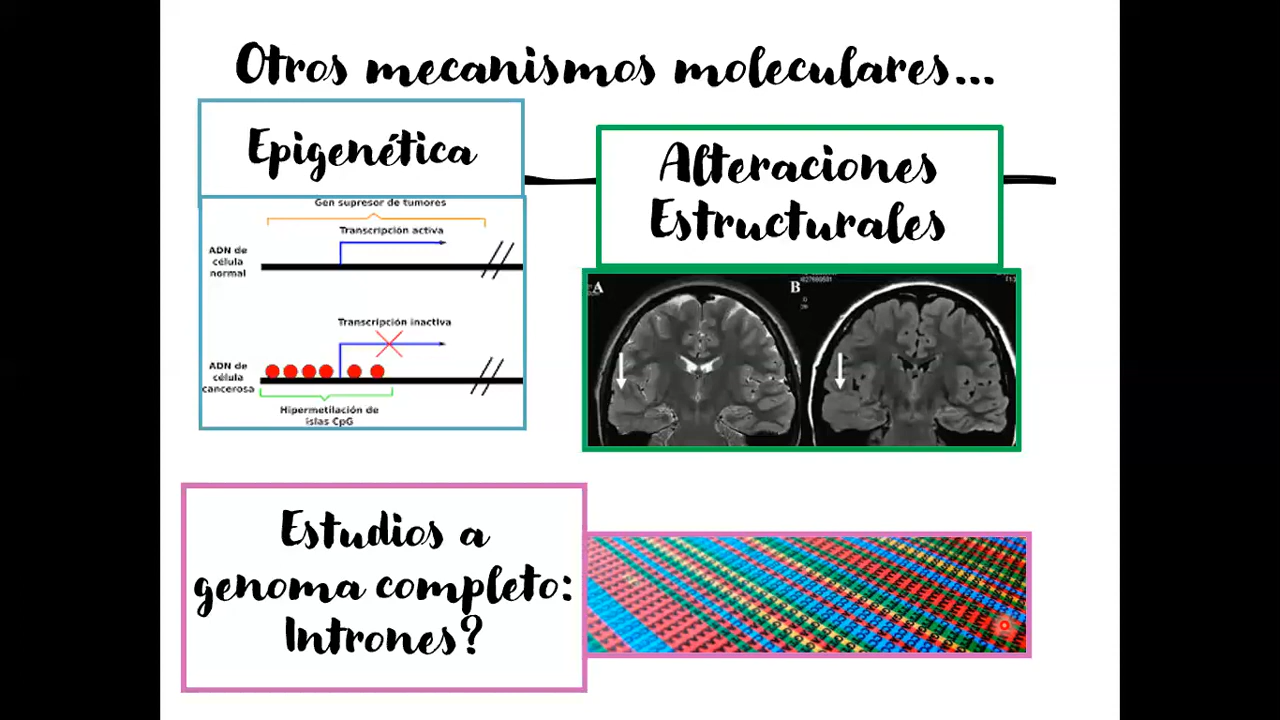 Otros mecanismos moleculares...
Epigenética
Gen supresor de tumores
Transcripción activa
ADN de
célula
normal
Transcripción inactiva
ADN de
célula
cancerosa
Hipermetilación de
islas CpG
Alteraciones
Estructurales
A
B
Estudios a
genoma completo:
Intrones?